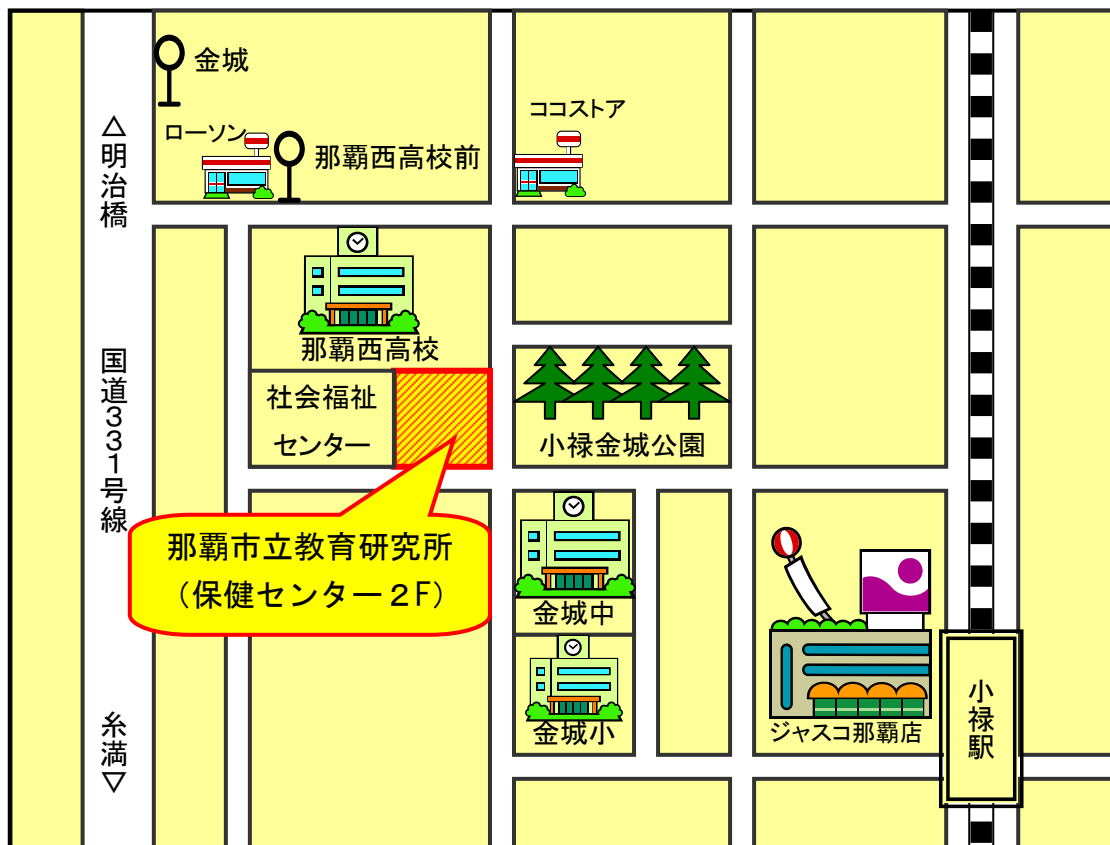 金城
ローソン
那覇西高校前
ココストア
△明治橋
国道３３１号線
糸満▽
那覇西高校
社会福祉
センター
小禄金城公園
那覇市立教育研究所
（保健センター２F）
金城中
金城小
ジャスコ那覇店
小禄駅